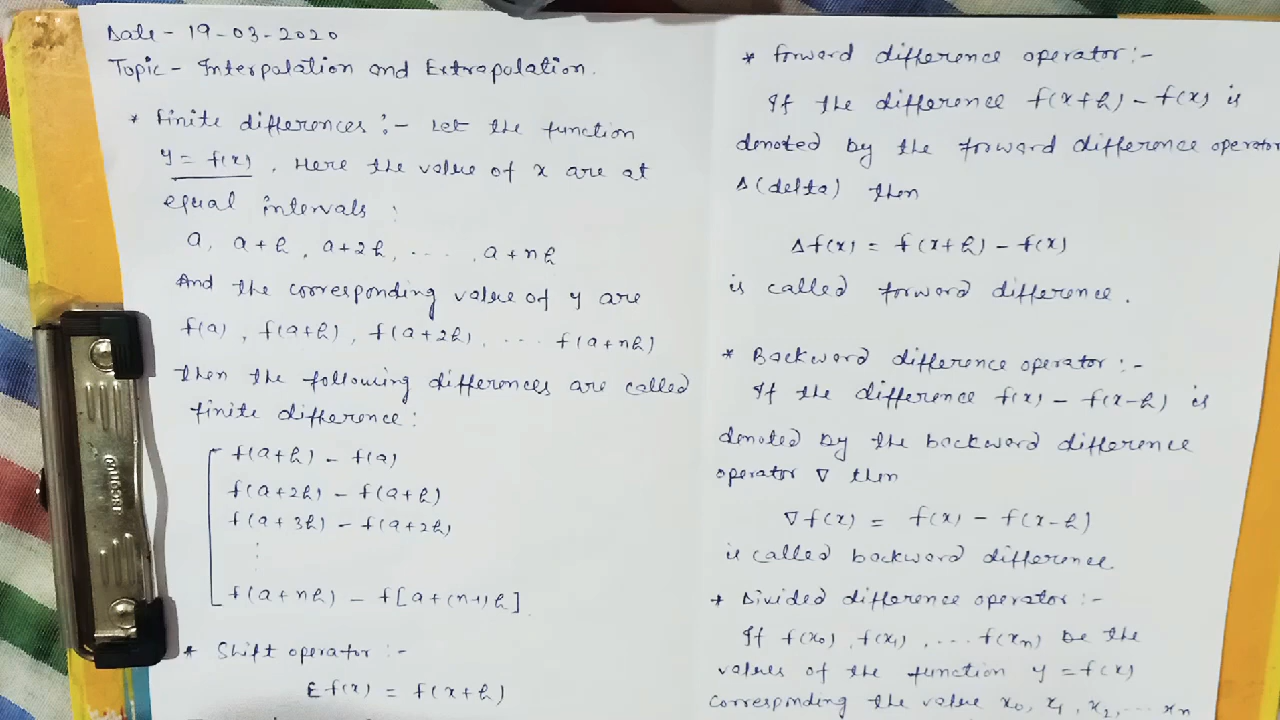 Date - 19-03-2020
Topic - Interpolation and Extrapolation.
* Finite differences :- Let the function
y = f(x), Here the value of x are at
equal intervals :
a, a+h, a+2h, ...., a+nh
And the corresponding value of y are
f(a), f(a+h), f(a+2h), .... f(a+nh)
then the following differences are called
finite difference :
f(a+h) - f(a)
f(a+2h) - f(a+h)
f(a+3h) - f(a+2h)
⋮
f(a+nh) - f[a+(n-1)h]
* Shift operator :-
E f(x) = f(x+h)
* forward difference operator :-
If the difference f(x+h) - f(x) is
denoted by the forward difference operator
Δ(delta) then
Δf(x) = f(x+h) - f(x)
is called forward difference.
* Backward difference operator :-
If the difference f(x) - f(x-h) is
denoted by the backward difference
operator ∇ then
∇f(x) = f(x) - f(x-h)
is called backward difference.
* Divided difference operator :-
If f(x₀), f(x₁), .... f(xₙ) be the
values of the function y = f(x)
corresponding the value x₀, x₁, x₂, .... xₙ
ISCOM